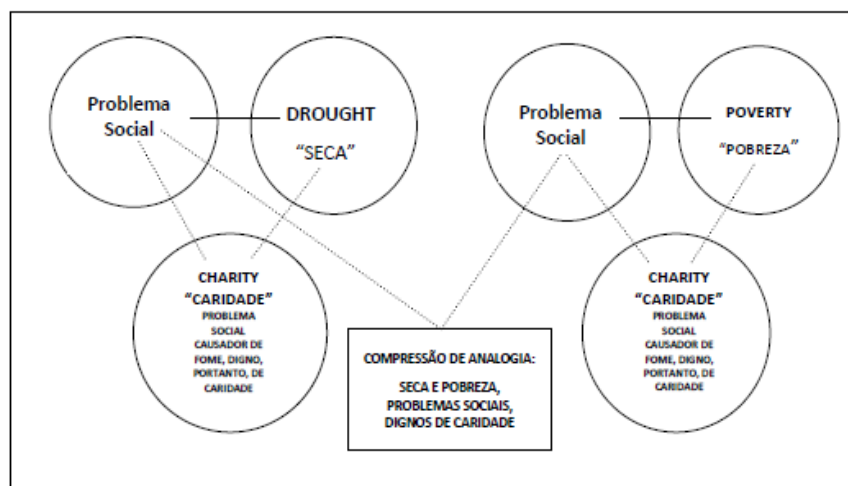 Problema
Social
DROUGHT
"SECA"
Problema
Social
POVERTY
"POBREZA"
CHARITY
"CARIDADE"
PROBLEMA
SOCIAL
CAUSADOR DE
FOME, DIGNO,
PORTANTO, DE
CARIDADE
COMPRESSÃO DE ANALOGIA:
SECA E POBREZA,
PROBLEMAS SOCIAIS,
DIGNOS DE CARIDADE
CHARITY
"CARIDADE"
PROBLEMA
SOCIAL
CAUSADOR DE
FOME, DIGNO,
PORTANTO, DE
CARIDADE